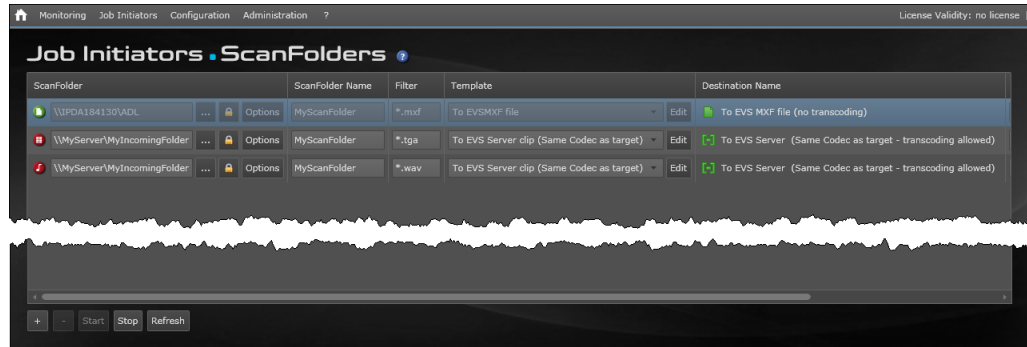 Monitoring Job Initiators Configuration Administration ? License Validity: no license
Job Initiators ScanFolders ?
ScanFolder ScanFolder Name Filter Template Destination Name
\\IPDA184130\ADL ... Options MyScanFolder *.mxf To EVSMXF file Edit To EVS MXF file (no transcoding)
\\MyServer\MyIncomingFolder ... Options MyScanFolder *.tga To EVS Server clip (Same Codec as target) Edit To EVS Server (Same Codec as target - transcoding allowed)
\\MyServer\MyIncomingFolder ... Options MyScanFolder *.wav To EVS Server clip (Same Codec as target) Edit To EVS Server (Same Codec as target - transcoding allowed)
+ - Start Stop Refresh